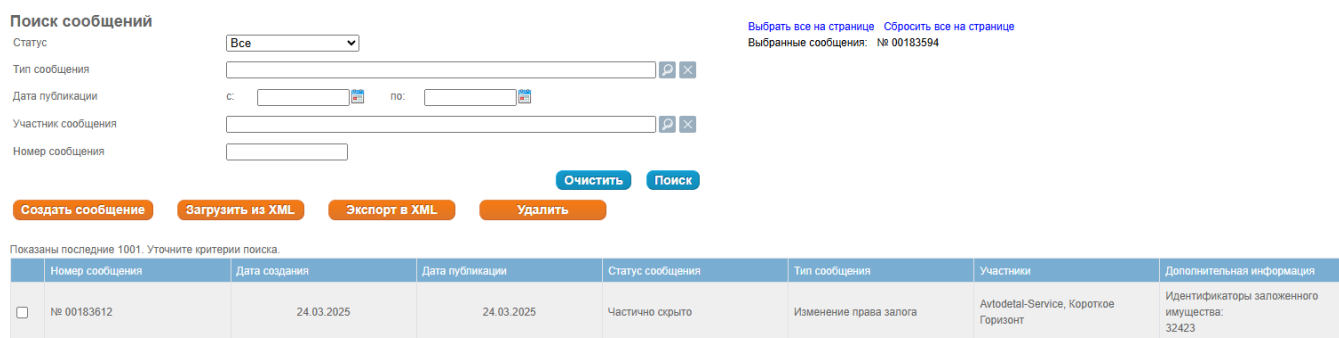 Поиск сообщений
Выбрать все на странице Сбросить все на странице
Статус Все
Выбранные сообщения: № 00183594
Тип сообщения
Дата публикации с: по:
Участник сообщения
Номер сообщения
Очистить Поиск
Создать сообщение Загрузить из XML Экспорт в XML Удалить
Показаны последние 1001. Уточните критерии поиска.
Номер сообщения Дата создания Дата публикации Статус сообщения Тип сообщения Участники Дополнительная информация
№ 00183612 24.03.2025 24.03.2025 Частично скрыто Изменение права залога Avtodetal-Service, Короткое Горизонт Идентификаторы заложенного имущества: 32423